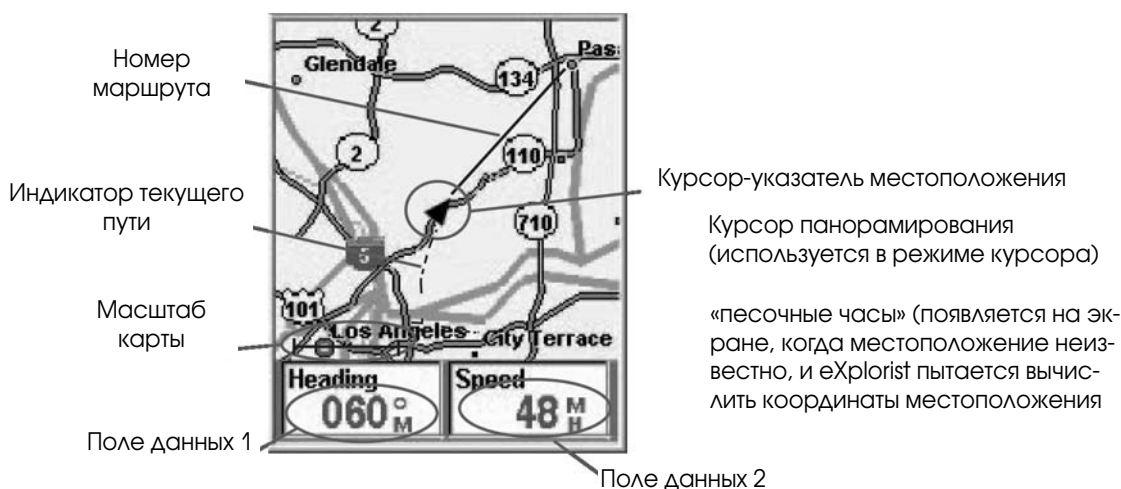 Номер
маршрута
Индикатор текущего
пути
Масштаб
карты
Поле данных 1
2
Glendale
Pas
134
2
110
710
5
101
Los Angeles
City Terrace
Heading
060 ° M
Speed
48 M H
Курсор-указатель местоположения
Курсор панорамирования
(используется в режиме курсора)
«песочные часы» (появляется на эк-
ране, когда местоположение неиз-
вестно, и eXplorist пытается вычис-
лить координаты местоположения
Поле данных 2